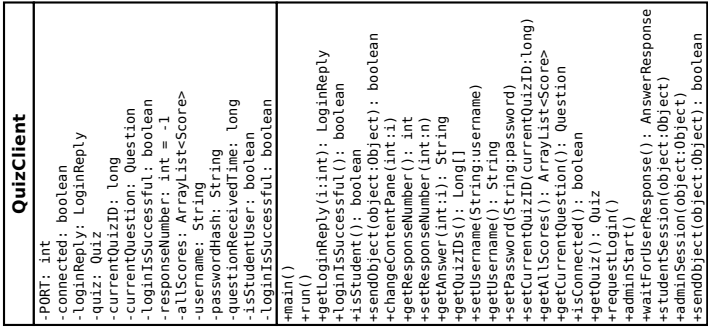 QuizClient
-PORT: int
-connected: boolean
-loginReply: LoginReply
-quiz: Quiz
-currentQuizID: long
-currentQuestion: Question
-loginIsSuccessful: boolean
-responseNumber: int = -1
-allScores: ArrayList<Score>
-username: String
-passwordHash: String
-questionReceivedTime: long
-isStudentUser: boolean
-loginIsSuccessful: boolean
+main()
+run()
+getLoginReply(i:int): LoginReply
+loginIsSuccessful(): boolean
+isStudent(): boolean
+sendObject(object:Object): boolean
+changeContentPane(int:i)
+getResponseNumber(): int
+setResponseNumber(int:n)
+getAnswer(int:i): String
+getQuizIDs(): Long[]
+setUsername(String:username)
+getUsername(): String
+setPassword(String:password)
+setCurrentQuizID(currentQuizID:long)
+getAllScores(): ArrayList<Score>
+getCurrentQuestion(): Question
+isConnected(): boolean
+getQuiz(): Quiz
+requestLogin()
+adminStart()
+waitForUserResponse(): AnswerResponse
+studentSession(object:Object)
+adminSession(object:Object)
+sendObject(object:Object): boolean